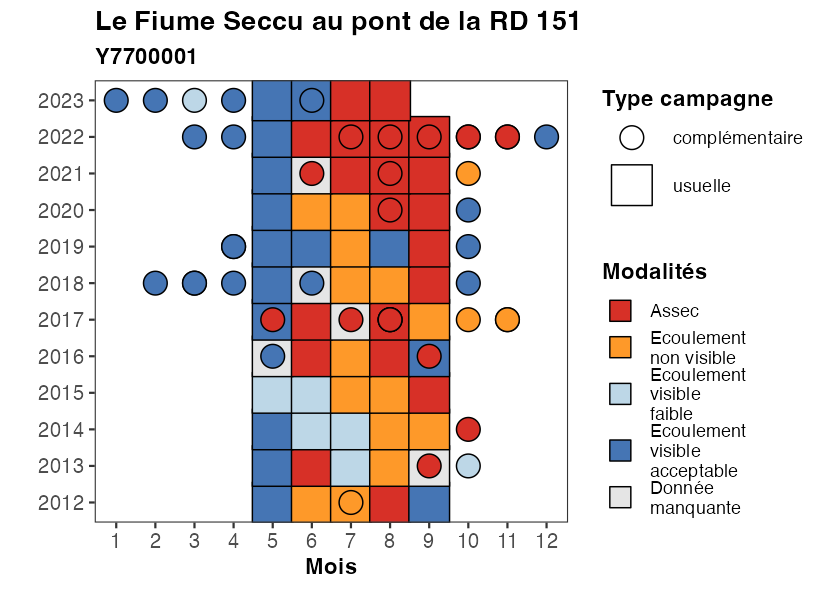 Le Fiume Seccu au pont de la RD 151
Y7700001
2023
2022
2021
2020
2019
2018
2017
2016
2015
2014
2013
2012
1 2 3 4 5 6 7 8 9 10 11 12
Mois
Type campagne
complémentaire
usuelle
Modalités
Assec
Ecoulement
non visible
Ecoulement
visible
faible
Ecoulement
visible
acceptable
Donnée
manquante